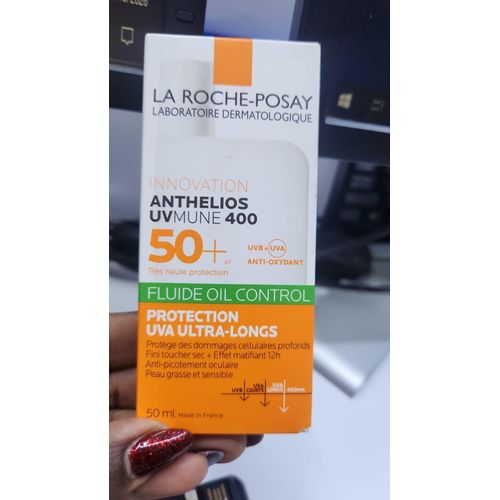 LA ROCHE-POSAY
LABORATOIRE DERMATOLOGIQUE
INNOVATION
ANTHELIOS
UVMUNE 400
50+
SPF
Très haute protection
UVB+UVA
ANTI-OXYDANT
FLUIDE OIL CONTROL
PROTECTION
UVA ULTRA-LONGS
Protège des dommages cellulaires profonds
Fini toucher sec + Effet matifiant 12h
Anti-picotement oculaire
Peau grasse et sensible
UVB UVA COURTS UVA LONGS 400nm
50 ml Made in France